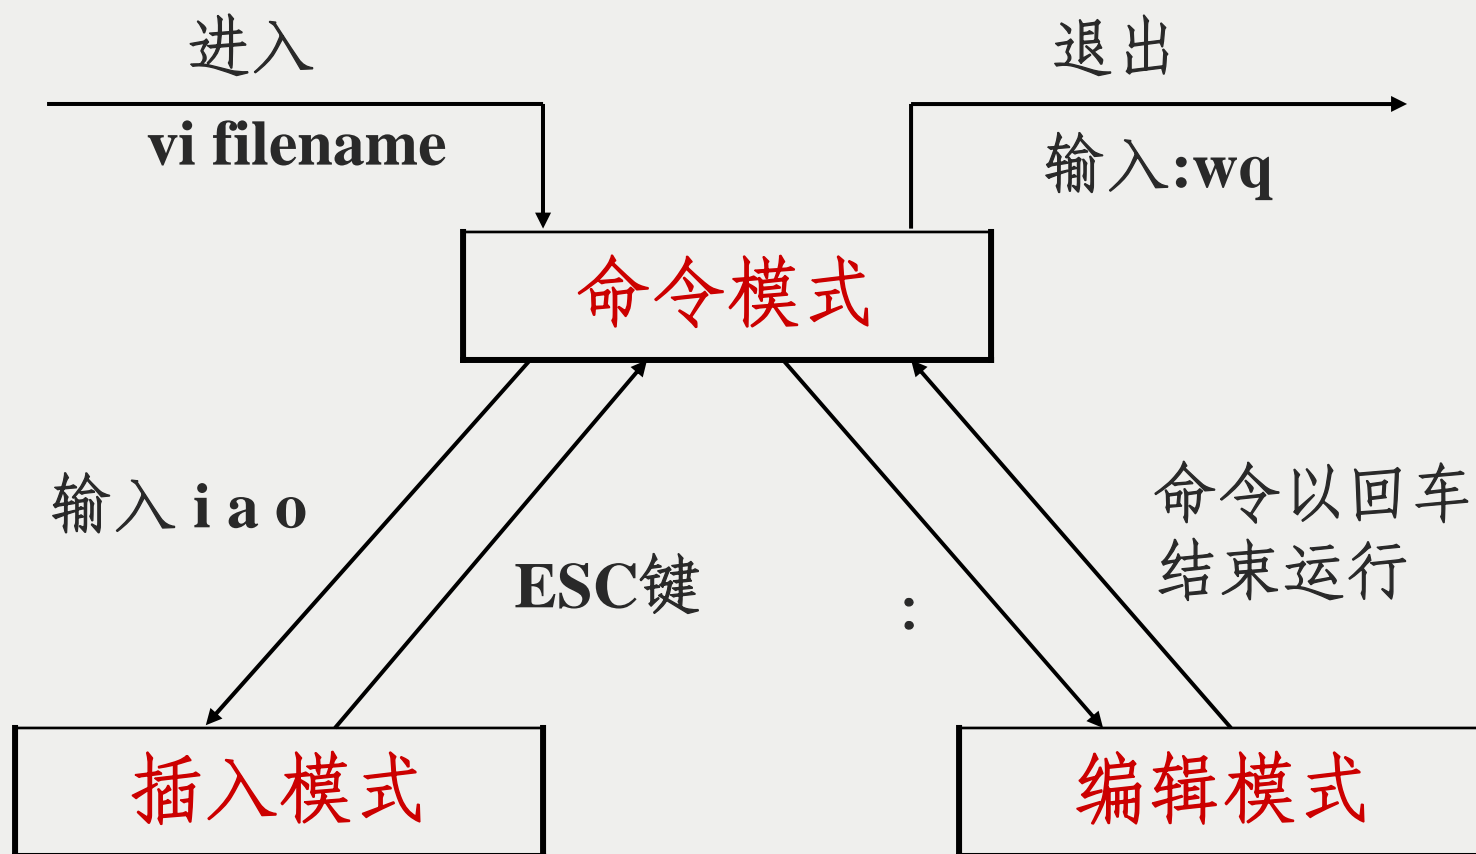 进入
退出
vi filename
输入:wq
命令模式
输入 i a o
命令以回车
结束运行
ESC键
:
插入模式
编辑模式